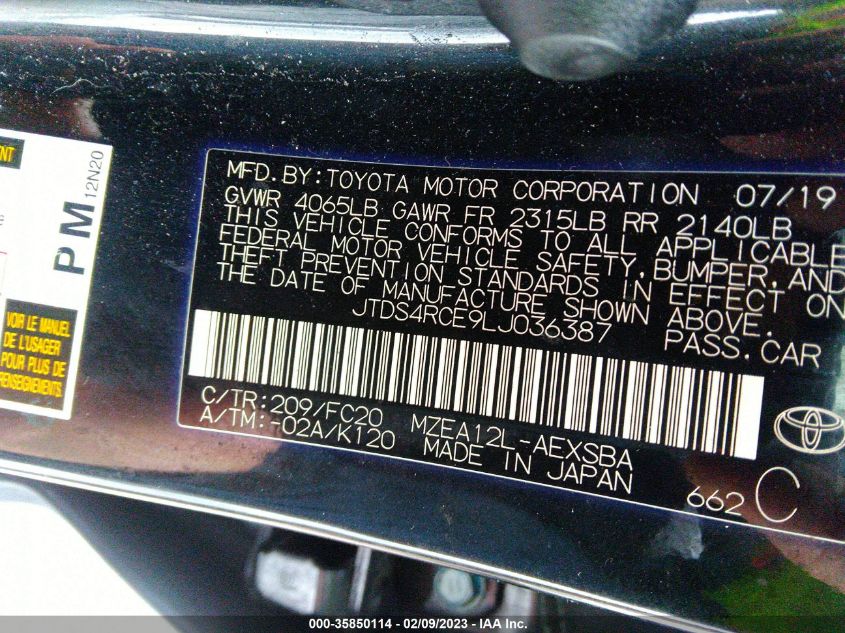 ENT
PM
12N20
VOIR LE MANUEL
DE L'USAGER
POUR PLUS DE
RENSEIGNEMENTS.
MFD.BY:TOYOTA MOTOR CORPORATION 07/19
GVWR 4065LB GAWR FR 2315LB RR 2140LB
THIS VEHICLE CONFORMS TO ALL APPLICABLE
FEDERAL MOTOR VEHICLE SAFETY,BUMPER,AND
THEFT PREVENTION STANDARDS IN EFFECT ON
THE DATE OF MANUFACTURE SHOWN ABOVE.
JTDS4RCE9LJ036387 PASS.CAR
C/TR:209/FC20 MZEA12L-AEXSBA
A/TM:-02A/K120 MADE IN JAPAN
662 C
000-35850114 - 02/09/2023 - IAA Inc.